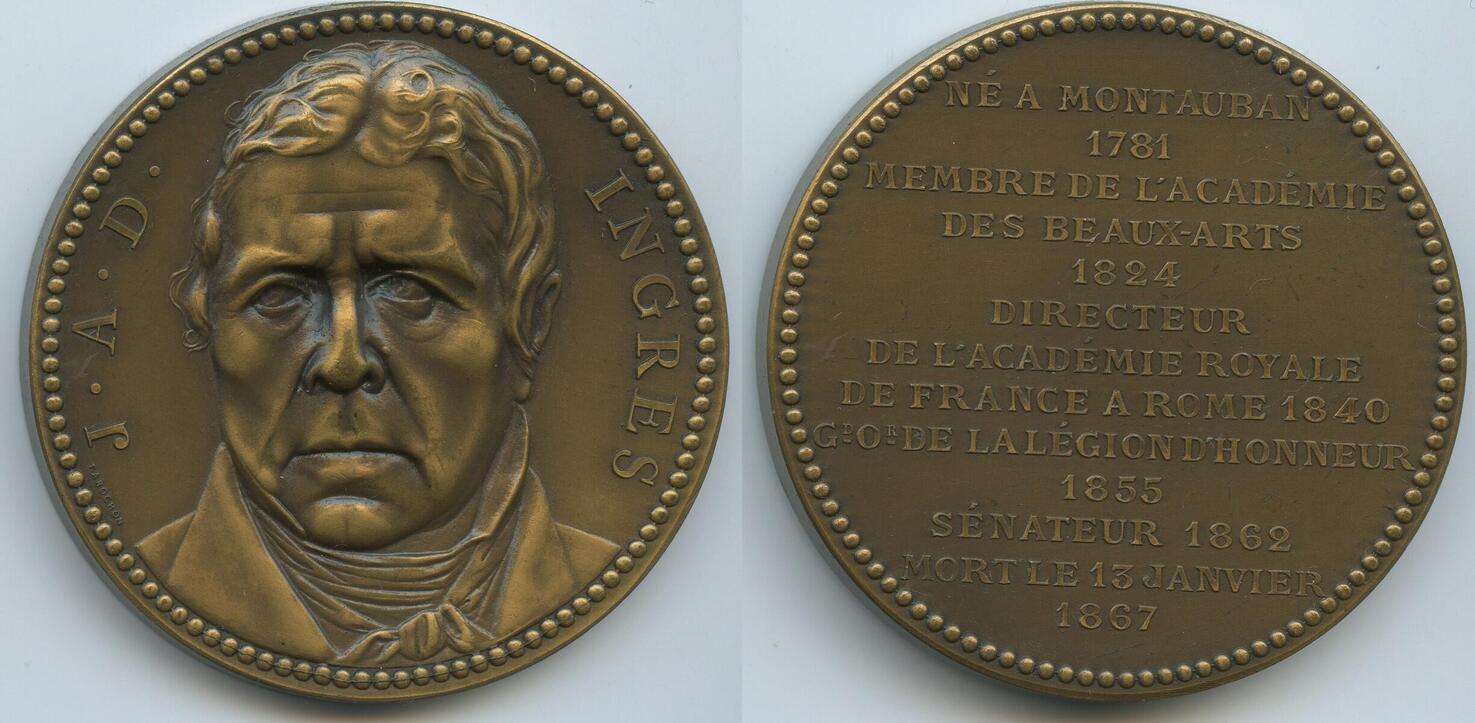 J·A·D· INGRES
F.AROCHON
NÉ A MONTAUBAN
1781
MEMBRE DE L'ACADÉMIE
DES BEAUX-ARTS
1824
DIRECTEUR
DE L'ACADÉMIE ROYALE
DE FRANCE A ROME 1840
GD OR DE LA LÉGION D'HONNEUR
1855
SÉNATEUR 1862
MORT LE 13 JANVIER
1867